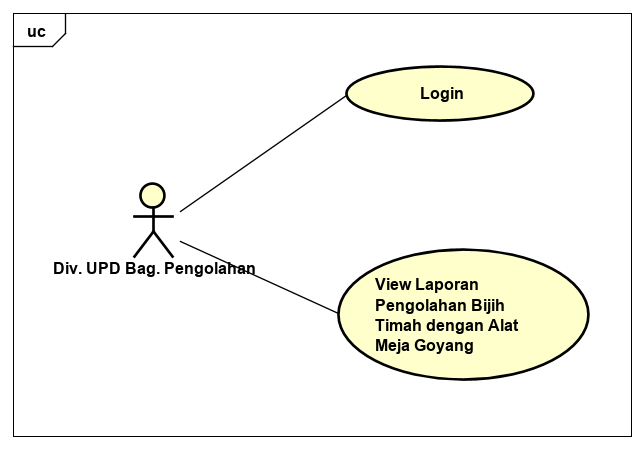 uc
Login
Div. UPD Bag. Pengolahan
View Laporan
Pengolahan Bijih
Timah dengan Alat
Meja Goyang